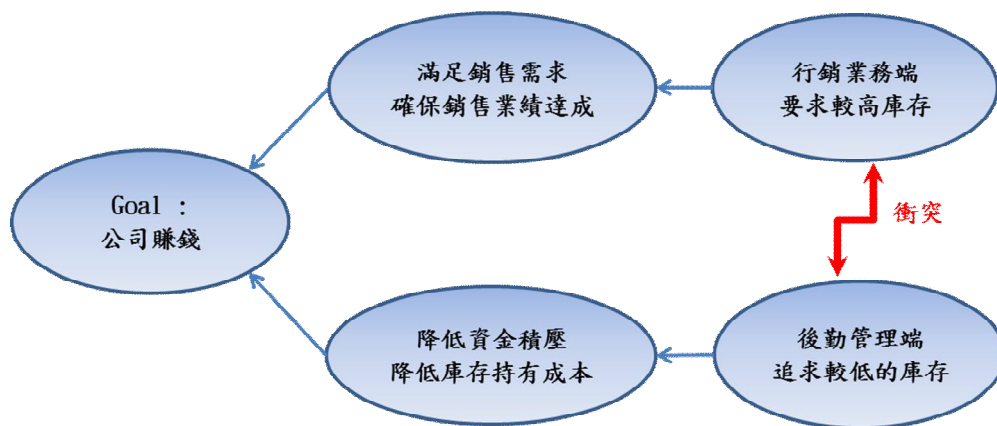 滿足銷售需求
確保銷售業績達成
行銷業務端
要求較高庫存
Goal :
公司賺錢
衝突
降低資金積壓
降低庫存持有成本
後勤管理端
追求較低的庫存